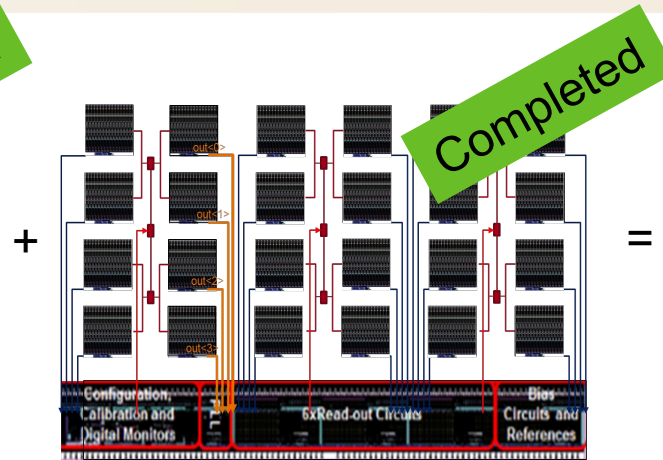 Completed
+
=
out<0>
out<1>
out<2>
out<3>
Configuration,
Calibration and
Digital Monitors
PLL
6xRead-out Circuits
Bias
Circuits and
References